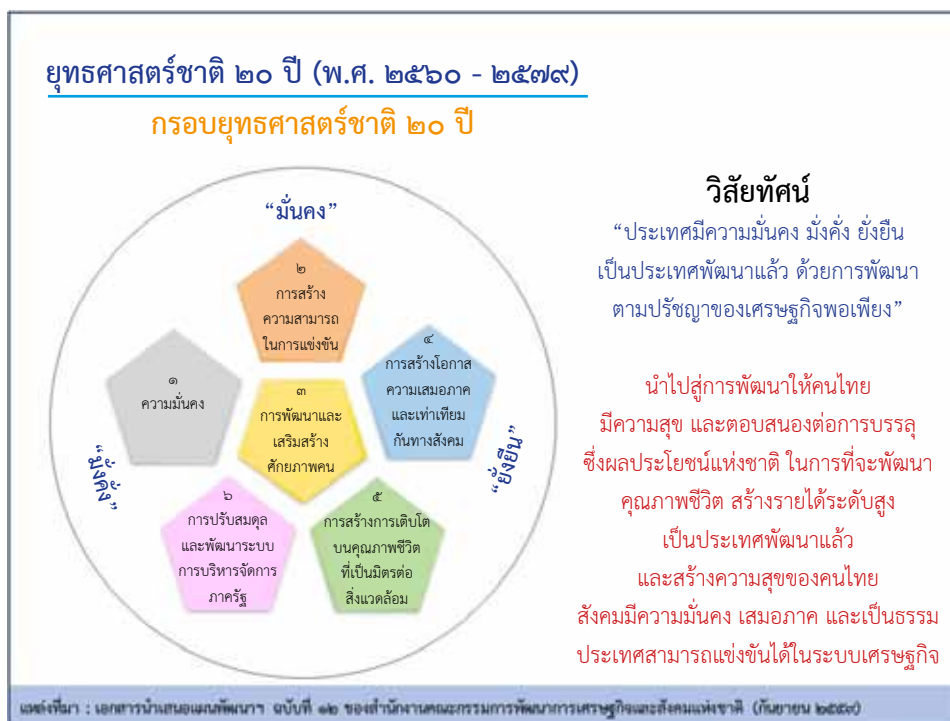 ยุทธศาสตร์ชาติ ๒๐ ปี (พ.ศ. ๒๕๖๐ - ๒๕๗๙)
กรอบยุทธศาสตร์ชาติ ๒๐ ปี
“มั่นคง”
๒
การสร้าง
ความสามารถ
ในการแข่งขัน
๑
ความมั่นคง
๓
การพัฒนาและ
เสริมสร้าง
ศักยภาพคน
๔
การสร้างโอกาส
ความเสมอภาค
และเท่าเทียม
กันทางสังคม
“มั่งคั่ง”
“ยั่งยืน”
๖
การปรับสมดุล
และพัฒนาระบบ
การบริหารจัดการ
ภาครัฐ
๕
การสร้างการเติบโต
บนคุณภาพชีวิต
ที่เป็นมิตรต่อ
สิ่งแวดล้อม
วิสัยทัศน์
“ประเทศมีความมั่นคง มั่งคั่ง ยั่งยืน
เป็นประเทศพัฒนาแล้ว ด้วยการพัฒนา
ตามปรัชญาของเศรษฐกิจพอเพียง”
นำไปสู่การพัฒนาให้คนไทย
มีความสุข และตอบสนองต่อการบรรลุ
ซึ่งผลประโยชน์แห่งชาติ ในการที่จะพัฒนา
คุณภาพชีวิต สร้างรายได้ระดับสูง
เป็นประเทศพัฒนาแล้ว
และสร้างความสุขของคนไทย
สังคมมีความมั่นคง เสมอภาค และเป็นธรรม
ประเทศสามารถแข่งขันได้ในระบบเศรษฐกิจ
แหล่งที่มา : เอกสารนำเสนอแผนพัฒนาฯ ฉบับที่ ๑๒ ของสำนักงานคณะกรรมการพัฒนาการเศรษฐกิจและสังคมแห่งชาติ (กันยายน ๒๕๕๙)